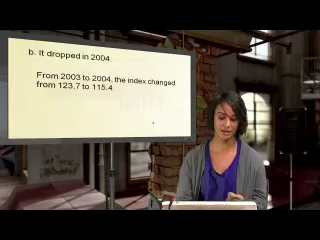 b. It dropped in 2004.
From 2003 to 2004, the index changed
from 123,7 to 115,4.